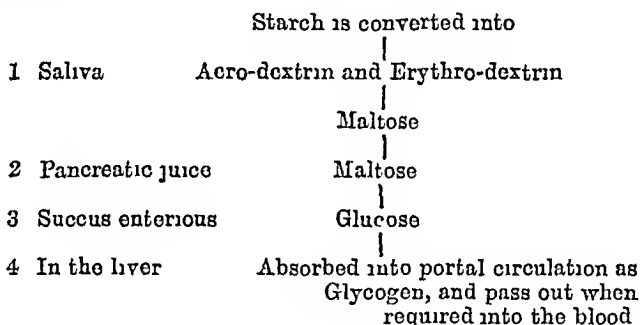 Starch is converted into
1 Saliva Acro-dextrin and Erythro-dextrin
Maltose
2 Pancreatic juice Maltose
3 Succus entericus Glucose
4 In the liver Absorbed into portal circulation as
Glycogen, and pass out when
required into the blood